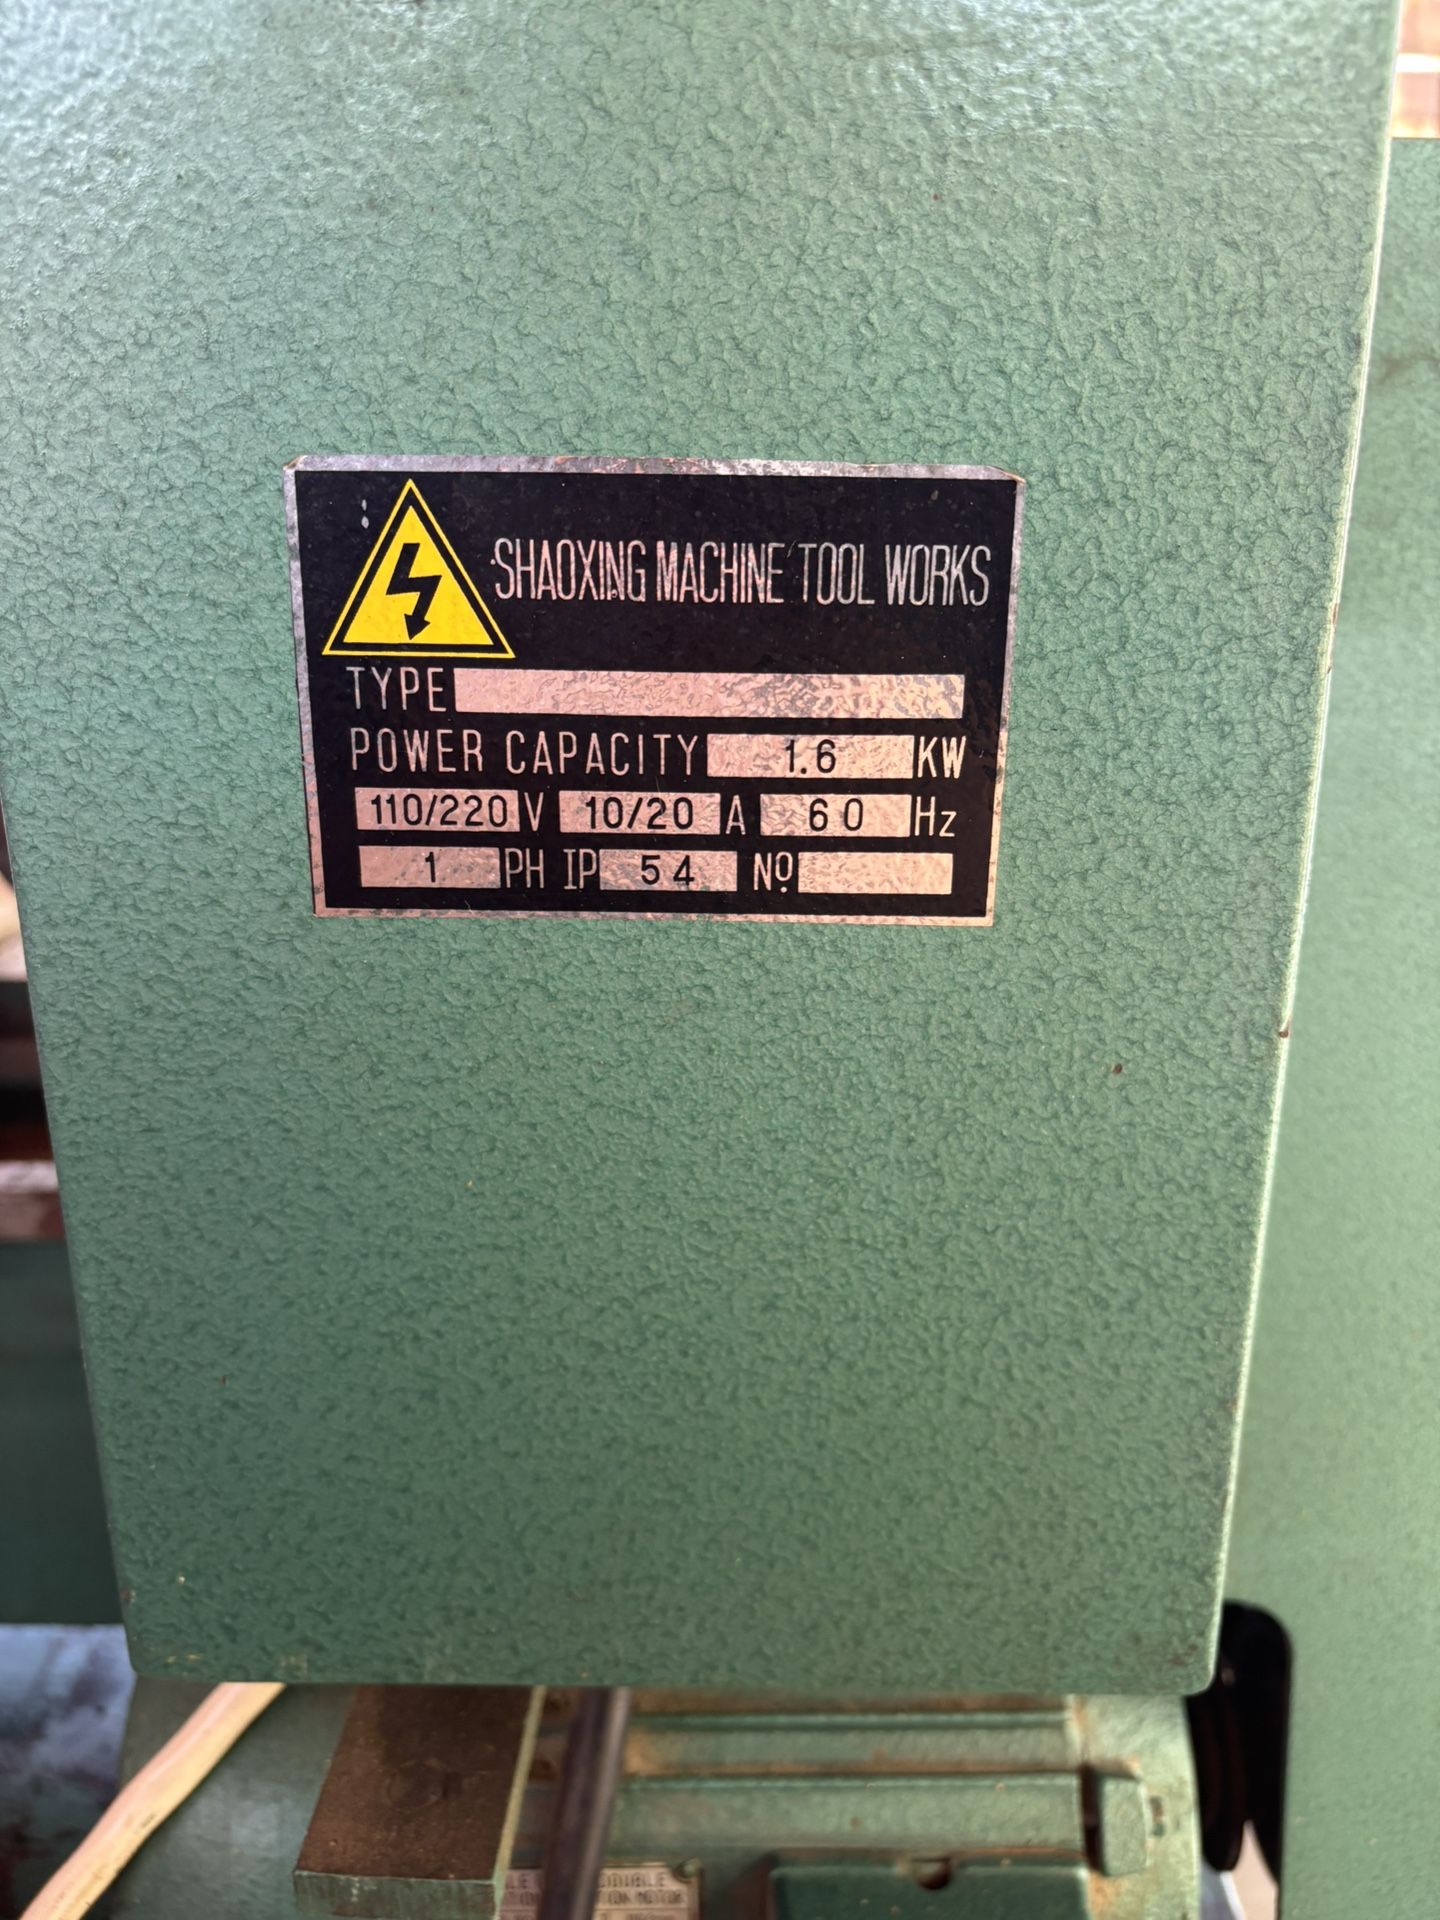 SHAOXING MACHINE TOOL WORKS
TYPE
POWER CAPACITY 1.6 KW
110/220 V 10/20 A 60 Hz
1 PH IP 54 Nº